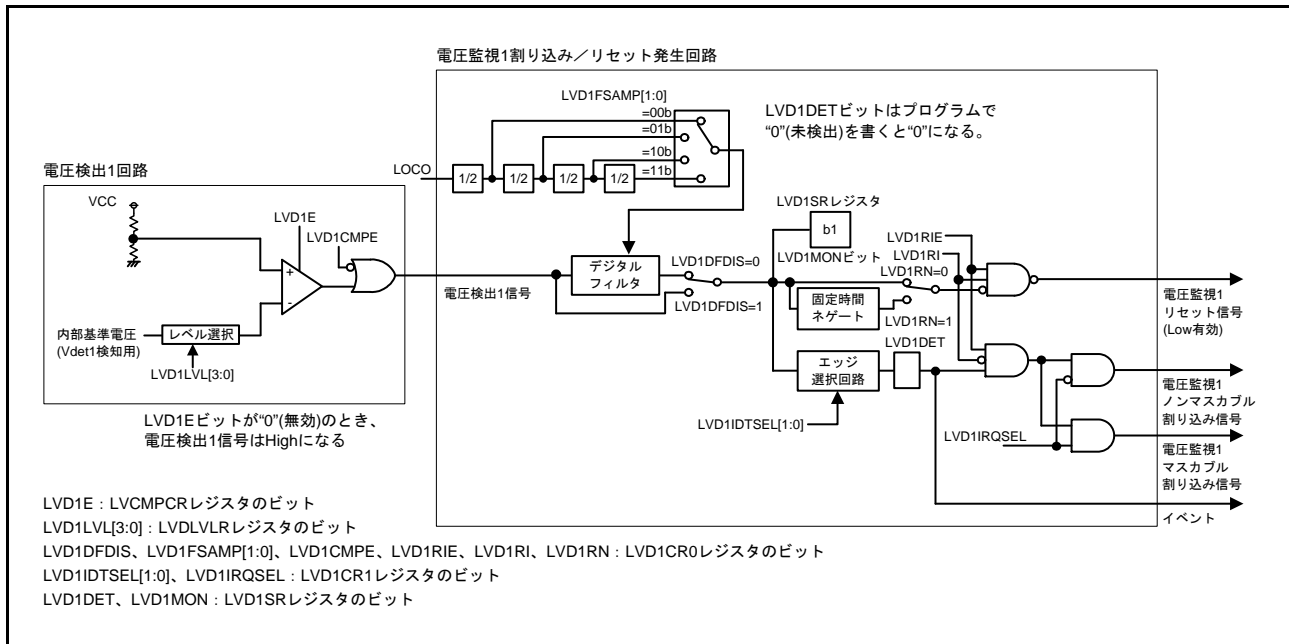 電圧監視1割り込み／リセット発生回路
LVD1FSAMP[1:0]
=00b
=01b
=10b
=11b
LOCO
1/2
1/2
1/2
1/2
LVD1DETビットはプログラムで
“0”(未検出)を書くと“0”になる。
電圧検出1回路
VCC
LVD1E
LVD1CMPE
+
-
内部基準電圧
(Vdet1検知用)
レベル選択
LVD1LVL[3:0]
LVD1Eビットが“0”(無効)のとき、
電圧検出1信号はHighになる
電圧検出1信号
デジタル
フィルタ
LVD1DFDIS=0
LVD1DFDIS=1
LVD1SRレジスタ
b1
LVD1MONビット
LVD1RIE
LVD1RI
LVD1RN=0
固定時間
ネゲート
LVD1RN=1
LVD1DET
エッジ
選択回路
LVD1IDTSEL[1:0]
LVD1IRQSEL
電圧監視1
リセット信号
(Low有効)
電圧監視1
ノンマスカブル
割り込み信号
電圧監視1
マスカブル
割り込み信号
イベント
LVD1E：LVCMPCRレジスタのビット
LVD1LVL[3:0]：LVDLVLRレジスタのビット
LVD1DFDIS、LVD1FSAMP[1:0]、LVD1CMPE、LVD1RIE、LVD1RI、LVD1RN：LVD1CR0レジスタのビット
LVD1IDTSEL[1:0]、LVD1IRQSEL：LVD1CR1レジスタのビット
LVD1DET、LVD1MON：LVD1SRレジスタのビット